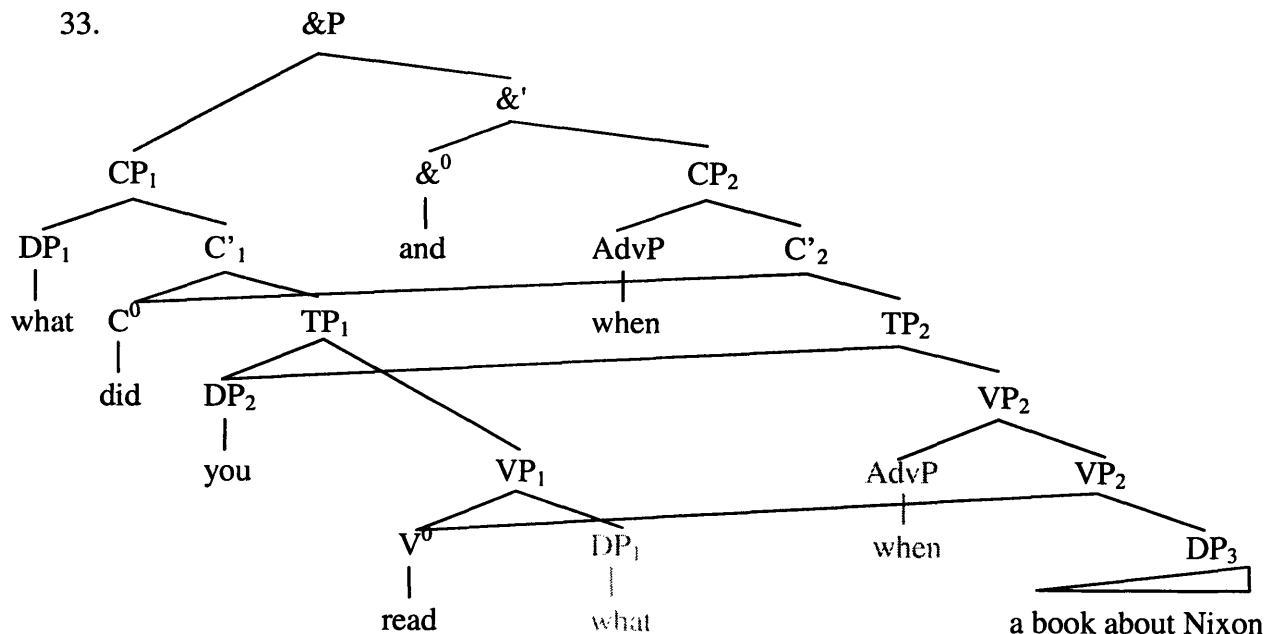 33. &P
&'
CP₁ &⁰ CP₂
DP₁ C'₁ and AdvP C'₂
what C⁰ TP₁ when TP₂
did DP₂ VP₂
you VP₁ AdvP VP₂
V⁰ DP₁ when DP₃
read what a book about Nixon